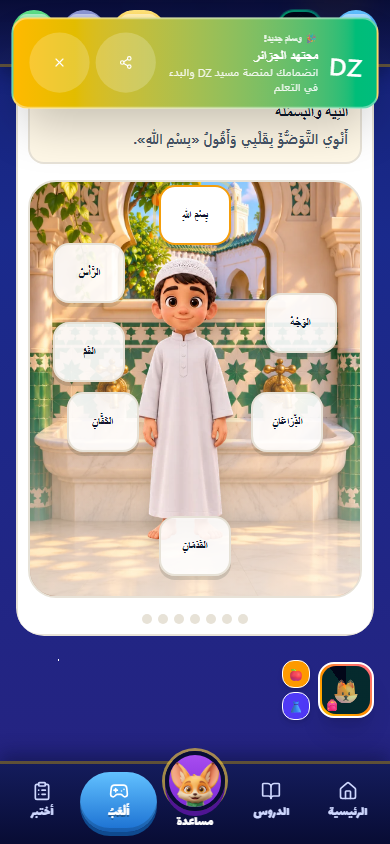 🎉 وسام جديد!
مجتهد الجزائر
DZ
انضمامك لمنصة مسيد DZ والبدء
في التعلم
النية والبسملة
أَنْوِي التَّوَضُّؤَ بِقَلْبِي وَأَقُولُ «بِسْمِ اللهِ».
بِسْمِ اللهِ
الرَّأْسُ
الوَجْهُ
الفَمُ
الكَفَّانِ
الذِّرَاعَانِ
القَدَمَانِ
الرئيسية
الدروس
مساعدة
أَلْعَبُ
أختبر